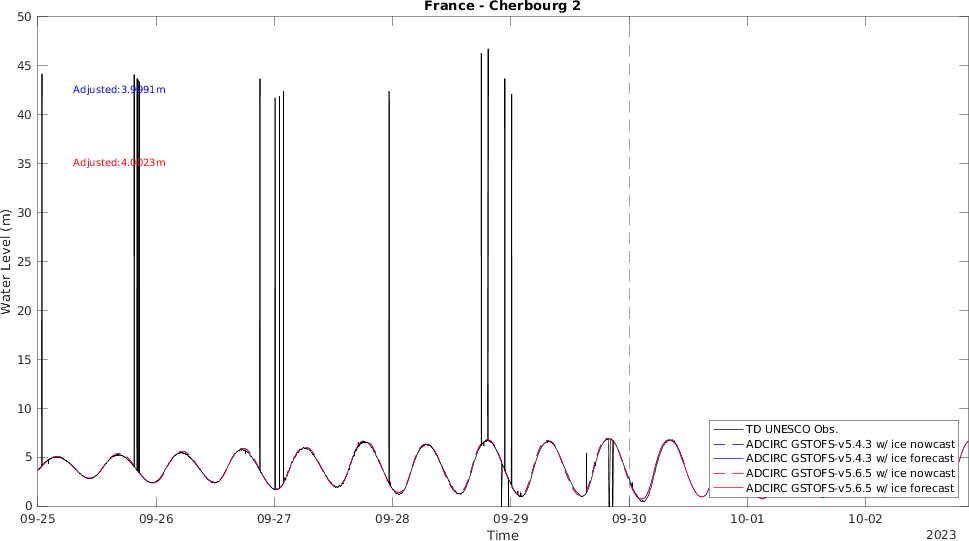 France - Cherbourg 2
50
45
40
35
30
25
20
15
10
5
0
Water Level (m)
Adjusted:3.9991m
Adjusted:4.0023m
TD UNESCO Obs.
ADCIRC GSTOFS-v5.4.3 w/ ice nowcast
ADCIRC GSTOFS-v5.4.3 w/ ice forecast
ADCIRC GSTOFS-v5.6.5 w/ ice nowcast
ADCIRC GSTOFS-v5.6.5 w/ ice forecast
09-25 09-26 09-27 09-28 09-29 09-30 10-01 10-02
Time
2023